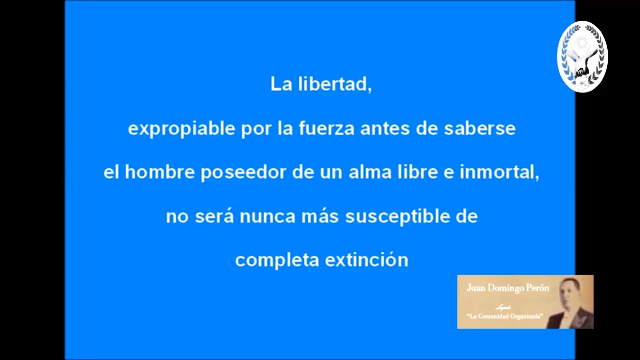 La libertad,
expropiable por la fuerza antes de saberse
el hombre poseedor de un alma libre e inmortal,
no será nunca más susceptible de
completa extinción
Juan Domingo Perón
"La Comunidad Organizada"